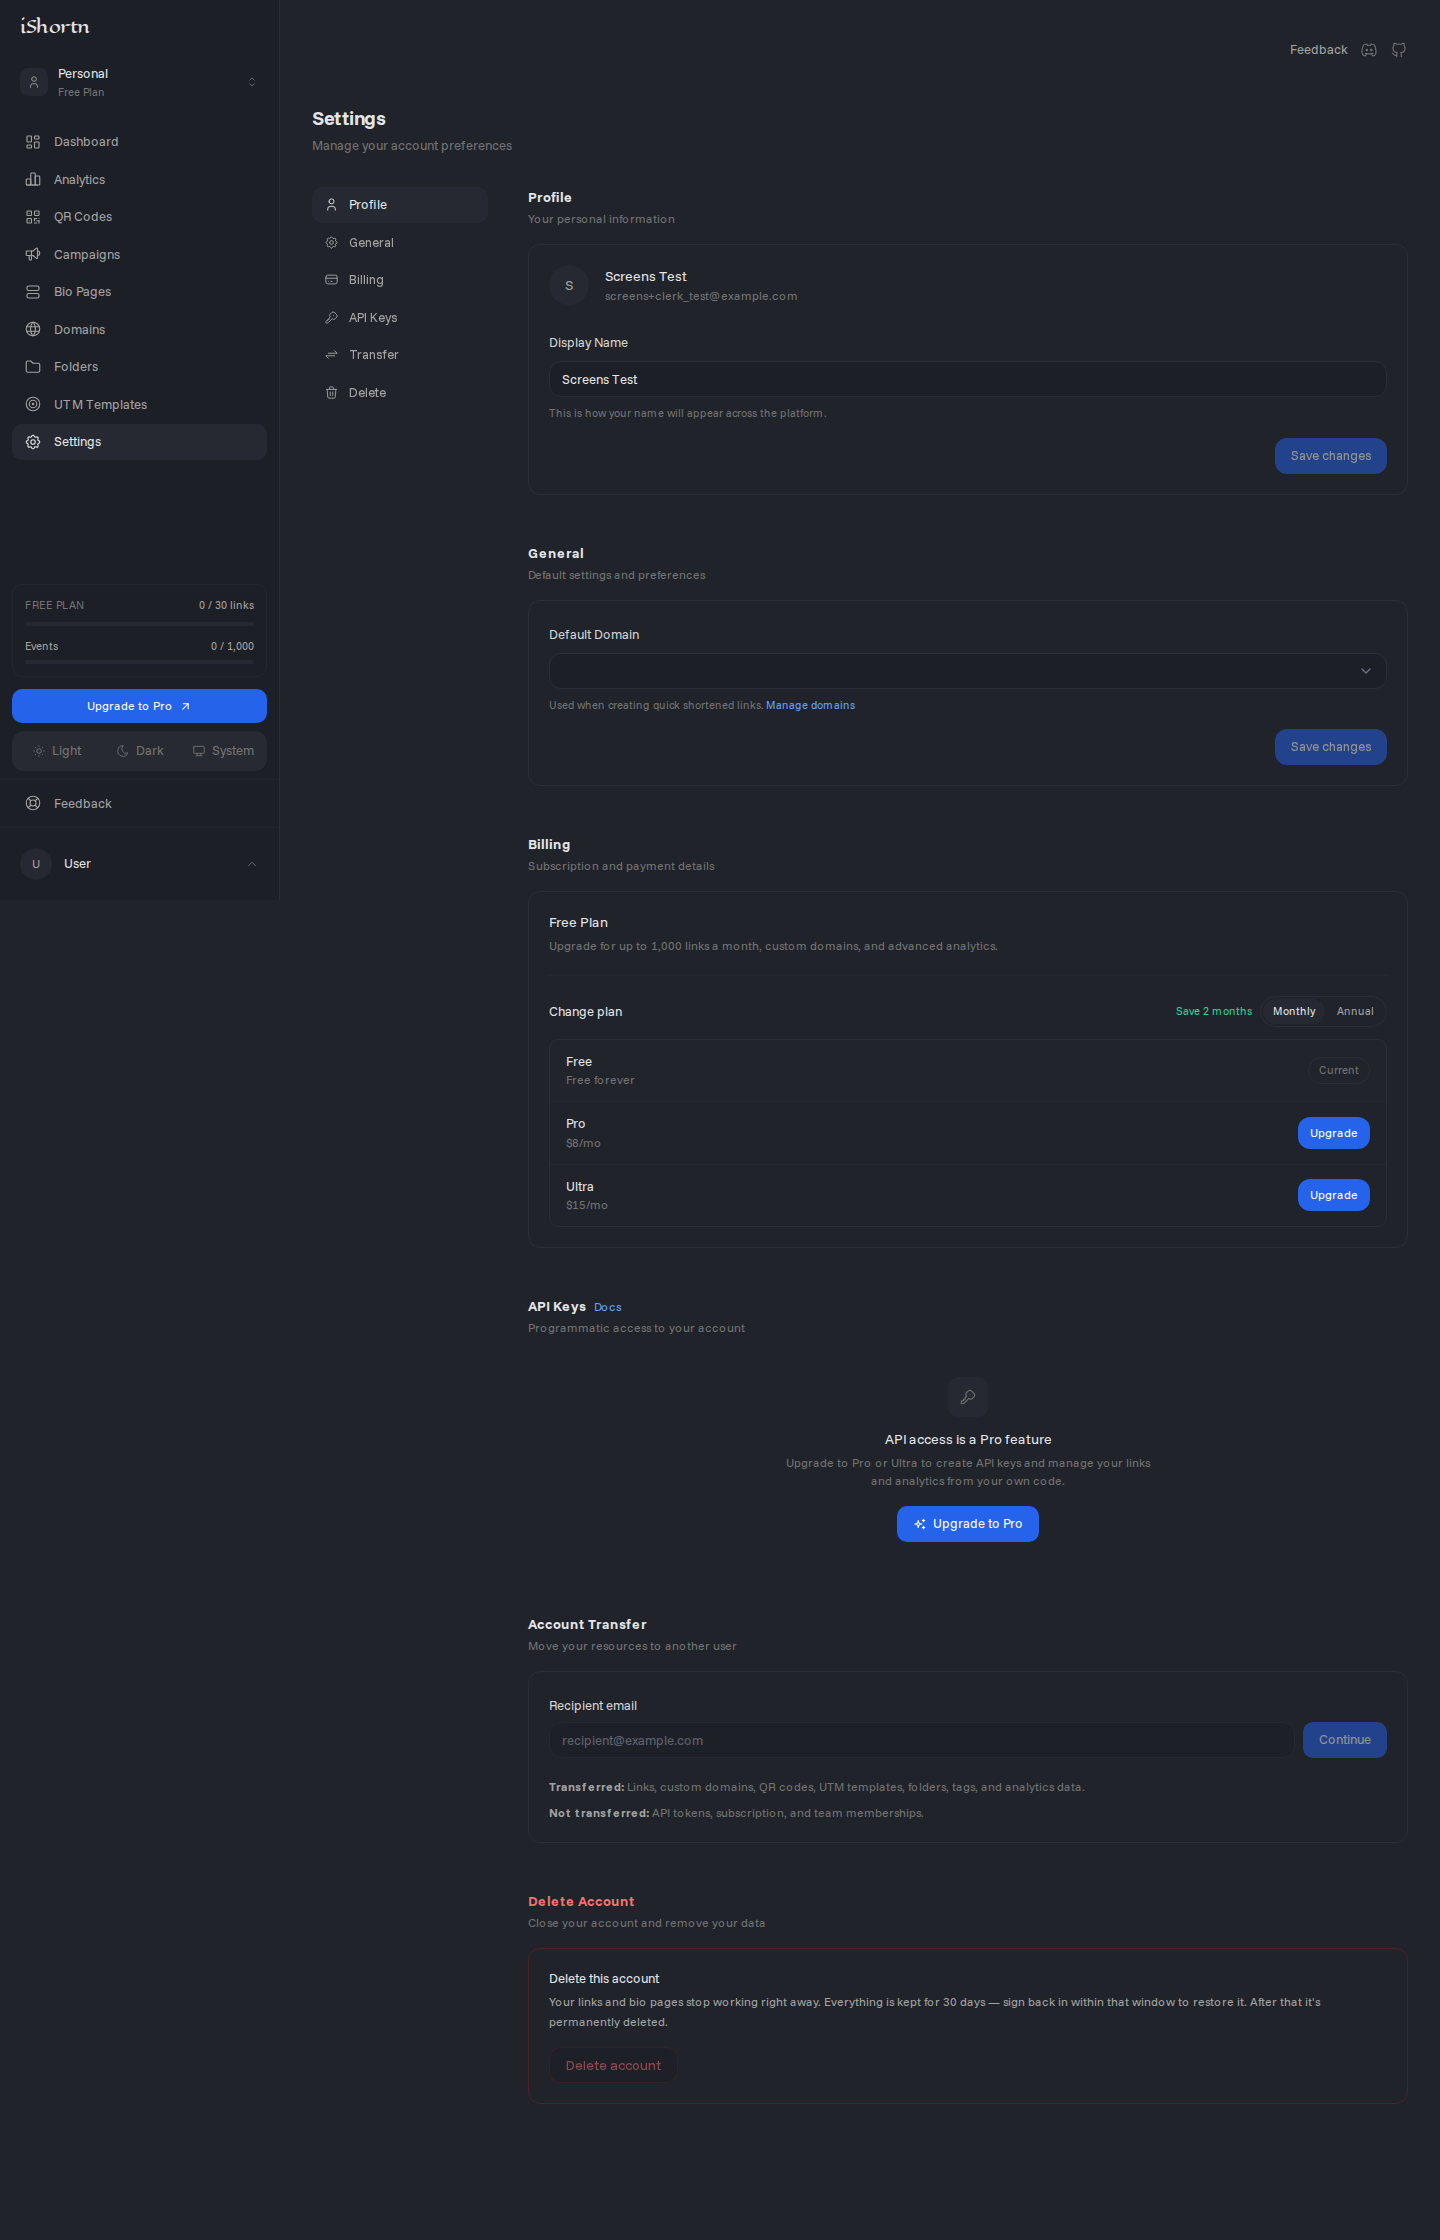 iShortn
Personal
Free Plan
Dashboard
Analytics
QR Codes
Campaigns
Bio Pages
Domains
Folders
UTM Templates
Settings
FREE PLAN 0 / 30 links
Events 0 / 1,000
Upgrade to Pro
Light Dark System
Feedback
U User
Feedback
Settings
Manage your account preferences
Profile
General
Billing
API Keys
Transfer
Delete
Profile
Your personal information
S
Screens Test
screens+clerk_test@example.com
Display Name
Screens Test
This is how your name will appear across the platform.
Save changes
General
Default settings and preferences
Default Domain
Used when creating quick shortened links. Manage domains
Save changes
Billing
Subscription and payment details
Free Plan
Upgrade for up to 1,000 links a month, custom domains, and advanced analytics.
Change plan Save 2 months Monthly Annual
Free
Free forever
Current
Pro
$8/mo
Upgrade
Ultra
$15/mo
Upgrade
API Keys Docs
Programmatic access to your account
API access is a Pro feature
Upgrade to Pro or Ultra to create API keys and manage your links
and analytics from your own code.
Upgrade to Pro
Account Transfer
Move your resources to another user
Recipient email
recipient@example.com Continue
Transferred: Links, custom domains, QR codes, UTM templates, folders, tags, and analytics data.
Not transferred: API tokens, subscription, and team memberships.
Delete Account
Close your account and remove your data
Delete this account
Your links and bio pages stop working right away. Everything is kept for 30 days — sign back in within that window to restore it. After that it's
permanently deleted.
Delete account